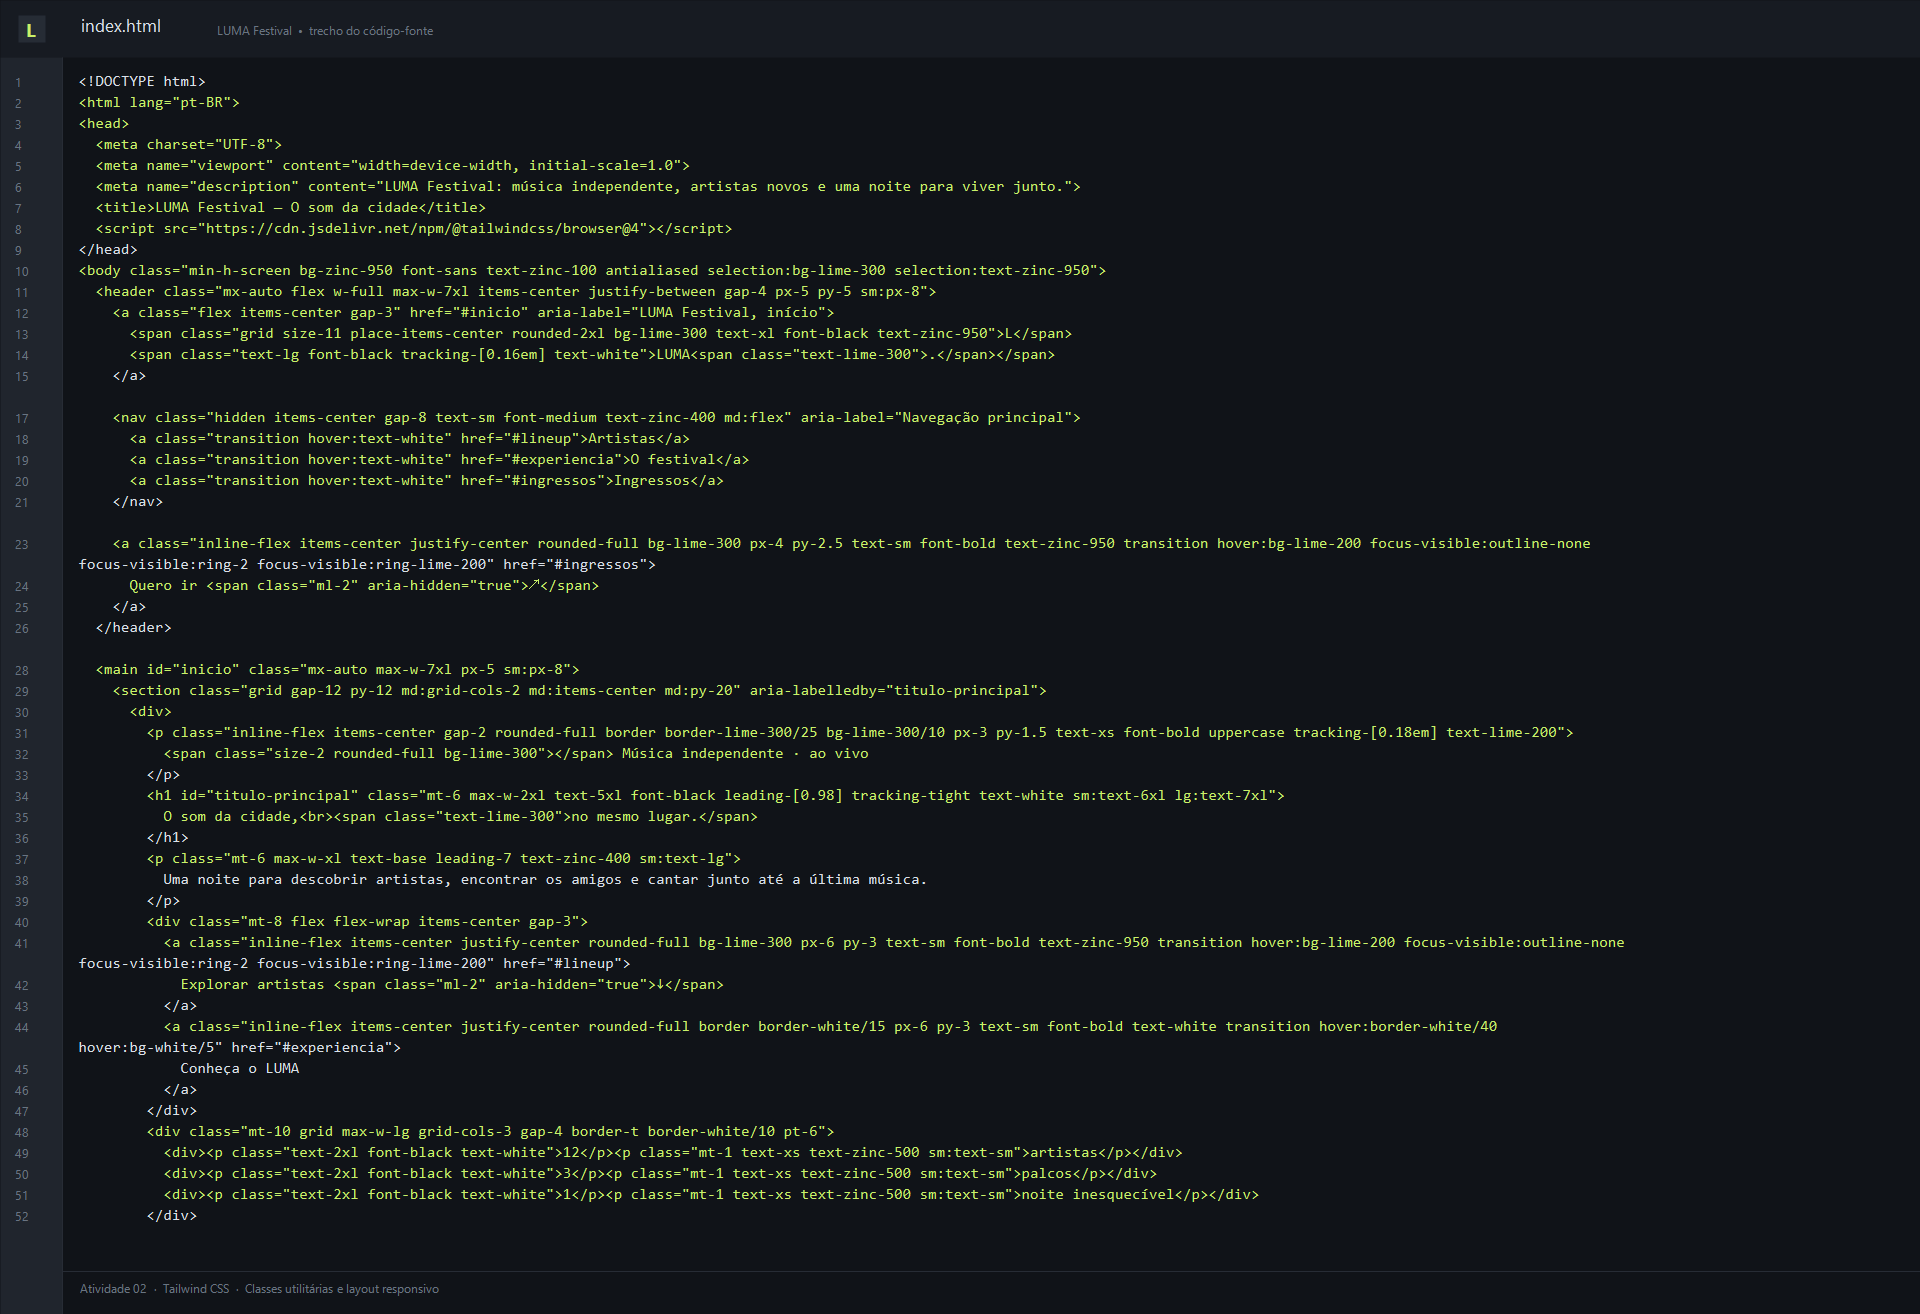 L
index.html
LUMA Festival • trecho do código-fonte
1 <!DOCTYPE html>
2 <html lang="pt-BR">
3 <head>
4 <meta charset="UTF-8">
5 <meta name="viewport" content="width=device-width, initial-scale=1.0">
6 <meta name="description" content="LUMA Festival: música independente, artistas novos e uma noite para viver junto.">
7 <title>LUMA Festival — O som da cidade</title>
8 <script src="https://cdn.jsdelivr.net/npm/@tailwindcss/browser@4"></script>
9 </head>
10 <body class="min-h-screen bg-zinc-950 font-sans text-zinc-100 antialiased selection:bg-lime-300 selection:text-zinc-950">
11 <header class="mx-auto flex w-full max-w-7xl items-center justify-between gap-4 px-5 py-5 sm:px-8">
12 <a class="flex items-center gap-3" href="#inicio" aria-label="LUMA Festival, início">
13 <span class="grid size-11 place-items-center rounded-2xl bg-lime-300 text-xl font-black text-zinc-950">L</span>
14 <span class="text-lg font-black tracking-[0.16em] text-white">LUMA<span class="text-lime-300">.</span></span>
15 </a>
17 <nav class="hidden items-center gap-8 text-sm font-medium text-zinc-400 md:flex" aria-label="Navegação principal">
18 <a class="transition hover:text-white" href="#lineup">Artistas</a>
19 <a class="transition hover:text-white" href="#experiencia">O festival</a>
20 <a class="transition hover:text-white" href="#ingressos">Ingressos</a>
21 </nav>
23 <a class="inline-flex items-center justify-center rounded-full bg-lime-300 px-4 py-2.5 text-sm font-bold text-zinc-950 transition hover:bg-lime-200 focus-visible:outline-none
focus-visible:ring-2 focus-visible:ring-lime-200" href="#ingressos">
24 Quero ir <span class="ml-2" aria-hidden="true">↗</span>
25 </a>
26 </header>
28 <main id="inicio" class="mx-auto max-w-7xl px-5 sm:px-8">
29 <section class="grid gap-12 py-12 md:grid-cols-2 md:items-center md:py-20" aria-labelledby="titulo-principal">
30 <div>
31 <p class="inline-flex items-center gap-2 rounded-full border border-lime-300/25 bg-lime-300/10 px-3 py-1.5 text-xs font-bold uppercase tracking-[0.18em] text-lime-200">
32 <span class="size-2 rounded-full bg-lime-300"></span> Música independente · ao vivo
33 </p>
34 <h1 id="titulo-principal" class="mt-6 max-w-2xl text-5xl font-black leading-[0.98] tracking-tight text-white sm:text-6xl lg:text-7xl">
35 O som da cidade,<br><span class="text-lime-300">no mesmo lugar.</span>
36 </h1>
37 <p class="mt-6 max-w-xl text-base leading-7 text-zinc-400 sm:text-lg">
38 Uma noite para descobrir artistas, encontrar os amigos e cantar junto até a última música.
39 </p>
40 <div class="mt-8 flex flex-wrap items-center gap-3">
41 <a class="inline-flex items-center justify-center rounded-full bg-lime-300 px-6 py-3 text-sm font-bold text-zinc-950 transition hover:bg-lime-200 focus-visible:outline-none
focus-visible:ring-2 focus-visible:ring-lime-200" href="#lineup">
42 Explorar artistas <span class="ml-2" aria-hidden="true">↓</span>
43 </a>
44 <a class="inline-flex items-center justify-center rounded-full border border-white/15 px-6 py-3 text-sm font-bold text-white transition hover:border-white/40
hover:bg-white/5" href="#experiencia">
45 Conheça o LUMA
46 </a>
47 </div>
48 <div class="mt-10 grid max-w-lg grid-cols-3 gap-4 border-t border-white/10 pt-6">
49 <div><p class="text-2xl font-black text-white">12</p><p class="mt-1 text-xs text-zinc-500 sm:text-sm">artistas</p></div>
50 <div><p class="text-2xl font-black text-white">3</p><p class="mt-1 text-xs text-zinc-500 sm:text-sm">palcos</p></div>
51 <div><p class="text-2xl font-black text-white">1</p><p class="mt-1 text-xs text-zinc-500 sm:text-sm">noite inesquecível</p></div>
52 </div>
Atividade 02 · Tailwind CSS · Classes utilitárias e layout responsivo